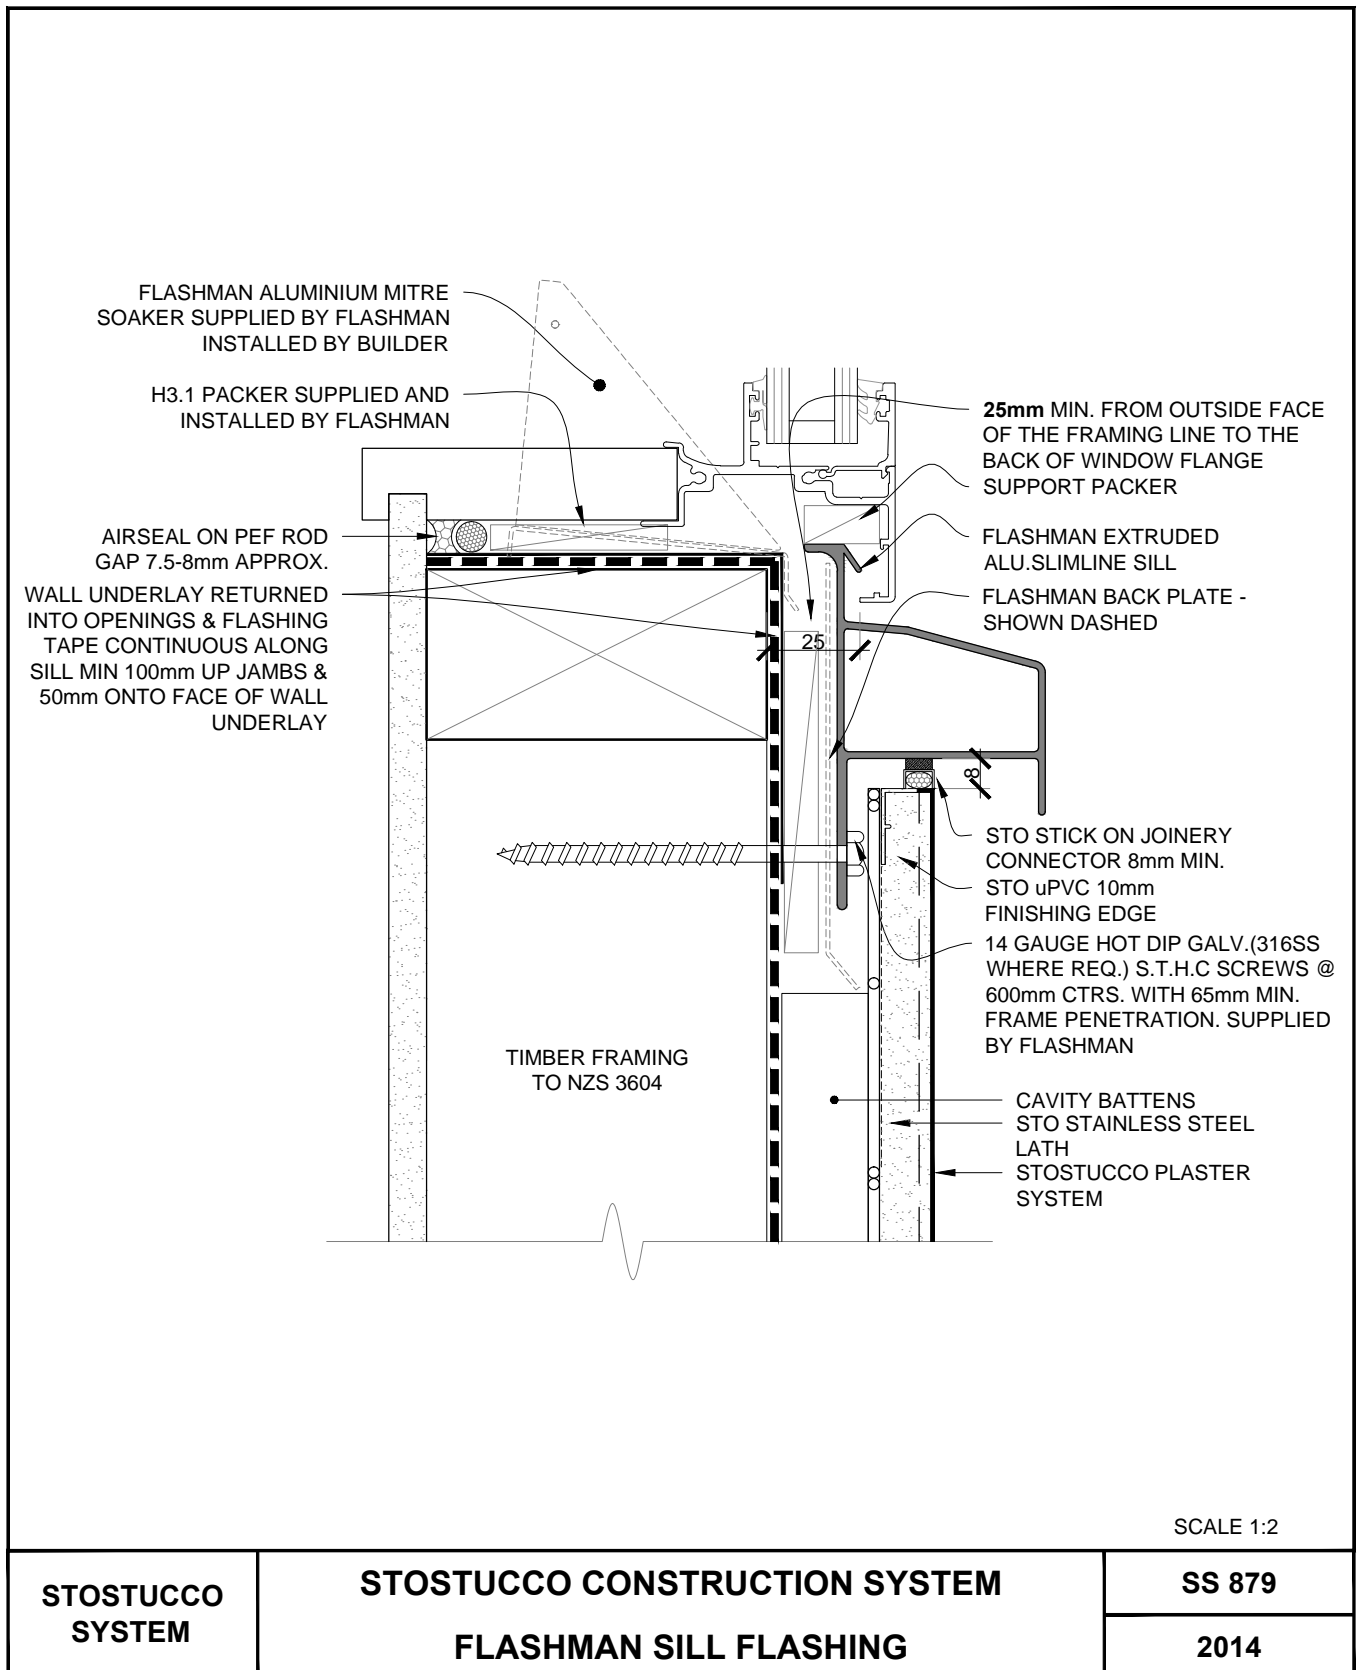 FLASHMAN ALUMINIUM MITRE
SOAKER SUPPLIED BY FLASHMAN
INSTALLED BY BUILDER
H3.1 PACKER SUPPLIED AND
INSTALLED BY FLASHMAN
AIRSEAL ON PEF ROD
GAP 7.5-8mm APPROX.
WALL UNDERLAY RETURNED
INTO OPENINGS & FLASHING
TAPE CONTINUOUS ALONG
SILL MIN 100mm UP JAMBS &
50mm ONTO FACE OF WALL
UNDERLAY
25mm MIN. FROM OUTSIDE FACE
OF THE FRAMING LINE TO THE
BACK OF WINDOW FLANGE
SUPPORT PACKER
FLASHMAN EXTRUDED
ALU.SLIMLINE SILL
FLASHMAN BACK PLATE -
SHOWN DASHED
25
8
STO STICK ON JOINERY
CONNECTOR 8mm MIN.
STO uPVC 10mm
FINISHING EDGE
14 GAUGE HOT DIP GALV.(316SS
WHERE REQ.) S.T.H.C SCREWS @
600mm CTRS. WITH 65mm MIN.
FRAME PENETRATION. SUPPLIED
BY FLASHMAN
TIMBER FRAMING
TO NZS 3604
CAVITY BATTENS
STO STAINLESS STEEL
LATH
STOSTUCCO PLASTER
SYSTEM
SCALE 1:2
STOSTUCCO
SYSTEM
STOSTUCCO CONSTRUCTION SYSTEM
FLASHMAN SILL FLASHING
SS 879
2014